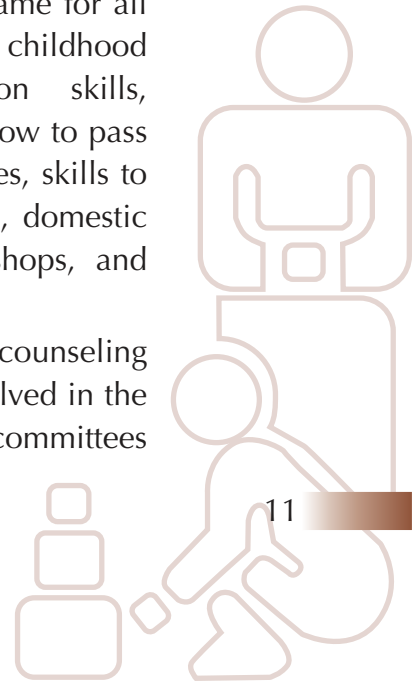 ame for all
childhood
on skills,
ow to pass
es, skills to
, domestic
shops, and
counseling
lved in the
committees
11